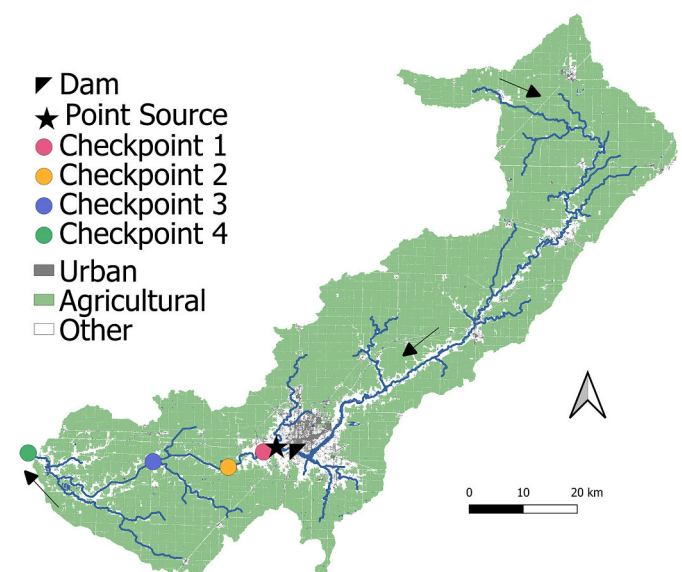 Dam
Point Source
Checkpoint 1
Checkpoint 2
Checkpoint 3
Checkpoint 4
Urban
Agricultural
Other
0 10 20 km